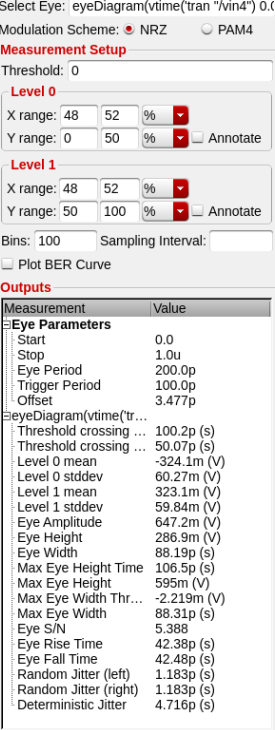 Select Eye: eyeDiagram(vtime('tran "/vin4") 0.0
Modulation Scheme: NRZ PAM4
Measurement Setup
Threshold: 0
Level 0
X range: 48 52 %
Y range: 0 50 % Annotate
Level 1
X range: 48 52 %
Y range: 50 100 % Annotate
Bins: 100 Sampling Interval:
Plot BER Curve
Outputs
Measurement Value
Eye Parameters
Start 0.0
Stop 1.0u
Eye Period 200.0p
Trigger Period 100.0p
Offset 3.477p
eyeDiagram(vtime('tr...
Threshold crossing ... 100.2p (s)
Threshold crossing ... 50.07p (s)
Level 0 mean -324.1m (V)
Level 0 stddev 60.27m (V)
Level 1 mean 323.1m (V)
Level 1 stddev 59.84m (V)
Eye Amplitude 647.2m (V)
Eye Height 286.9m (V)
Eye Width 88.19p (s)
Max Eye Height Time 106.5p (s)
Max Eye Height 595m (V)
Max Eye Width Thr... -2.219m (V)
Max Eye Width 88.31p (s)
Eye S/N 5.388
Eye Rise Time 42.38p (s)
Eye Fall Time 42.48p (s)
Random Jitter (left) 1.183p (s)
Random Jitter (right) 1.183p (s)
Deterministic Jitter 4.716p (s)